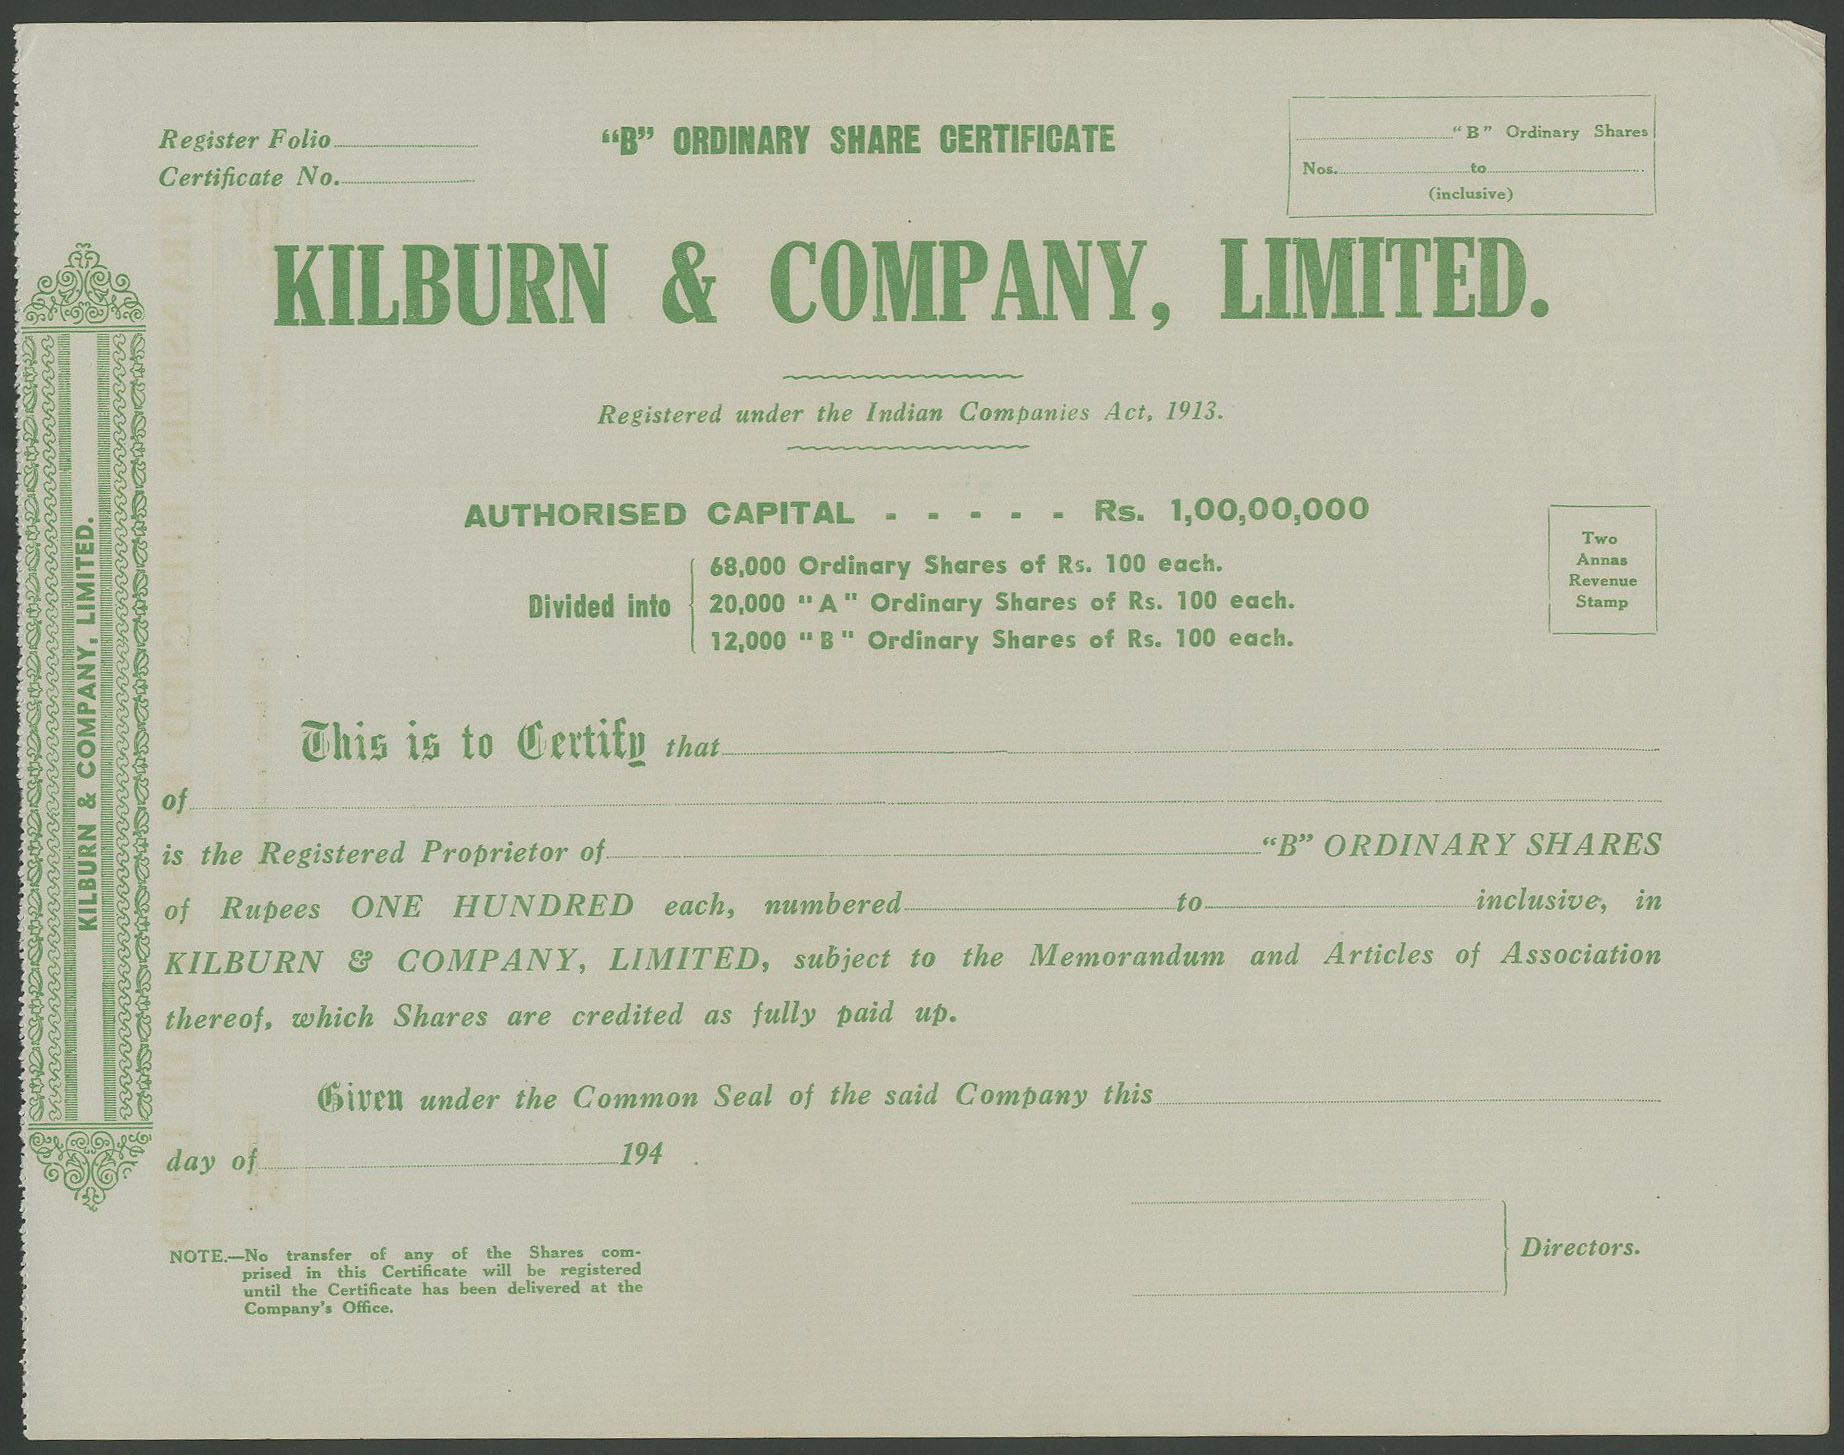 Register Folio
Certificate No.
“B” ORDINARY SHARE CERTIFICATE
“B” Ordinary Shares
Nos. to
(inclusive)
KILBURN & COMPANY, LIMITED.
Registered under the Indian Companies Act, 1913.
AUTHORISED CAPITAL - - - - - Rs. 1,00,00,000
Divided into
68,000 Ordinary Shares of Rs. 100 each.
20,000 "A" Ordinary Shares of Rs. 100 each.
12,000 "B" Ordinary Shares of Rs. 100 each.
Two
Annas
Revenue
Stamp
KILBURN & COMPANY, LIMITED.
This is to Certify that
of
is the Registered Proprietor of “B” ORDINARY SHARES
of Rupees ONE HUNDRED each, numbered to inclusive, in
KILBURN & COMPANY, LIMITED, subject to the Memorandum and Articles of Association
thereof, which Shares are credited as fully paid up.
Given under the Common Seal of the said Company this
day of 194 .
Directors.
NOTE.—No transfer of any of the Shares com-
prised in this Certificate will be registered
until the Certificate has been delivered at the
Company's Office.